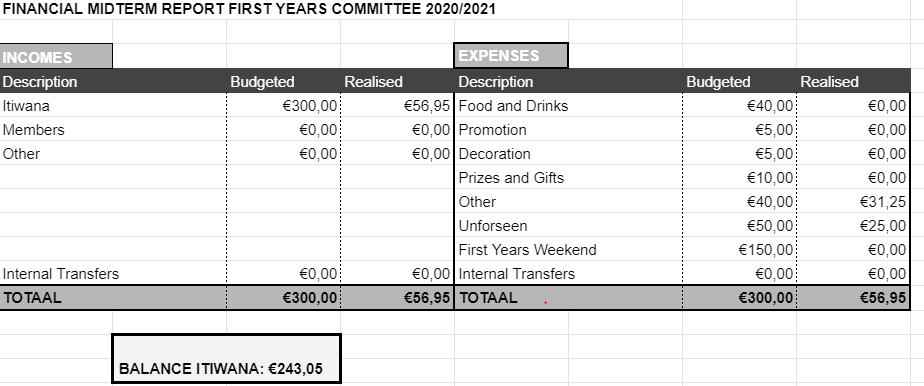 FINANCIAL MIDTERM REPORT FIRST YEARS COMMITTEE 2020/2021
INCOMES EXPENSES
Description Budgeted Realised Description Budgeted Realised
Itiwana €300,00 €56,95 Food and Drinks €40,00 €0,00
Members €0,00 €0,00 Promotion €5,00 €0,00
Other €0,00 €0,00 Decoration €5,00 €0,00
Prizes and Gifts €10,00 €0,00
Other €40,00 €31,25
Unforseen €50,00 €25,00
First Years Weekend €150,00 €0,00
Internal Transfers €0,00 €0,00 Internal Transfers €0,00 €0,00
TOTAAL €300,00 €56,95 TOTAAL €300,00 €56,95
BALANCE ITIWANA: €243,05